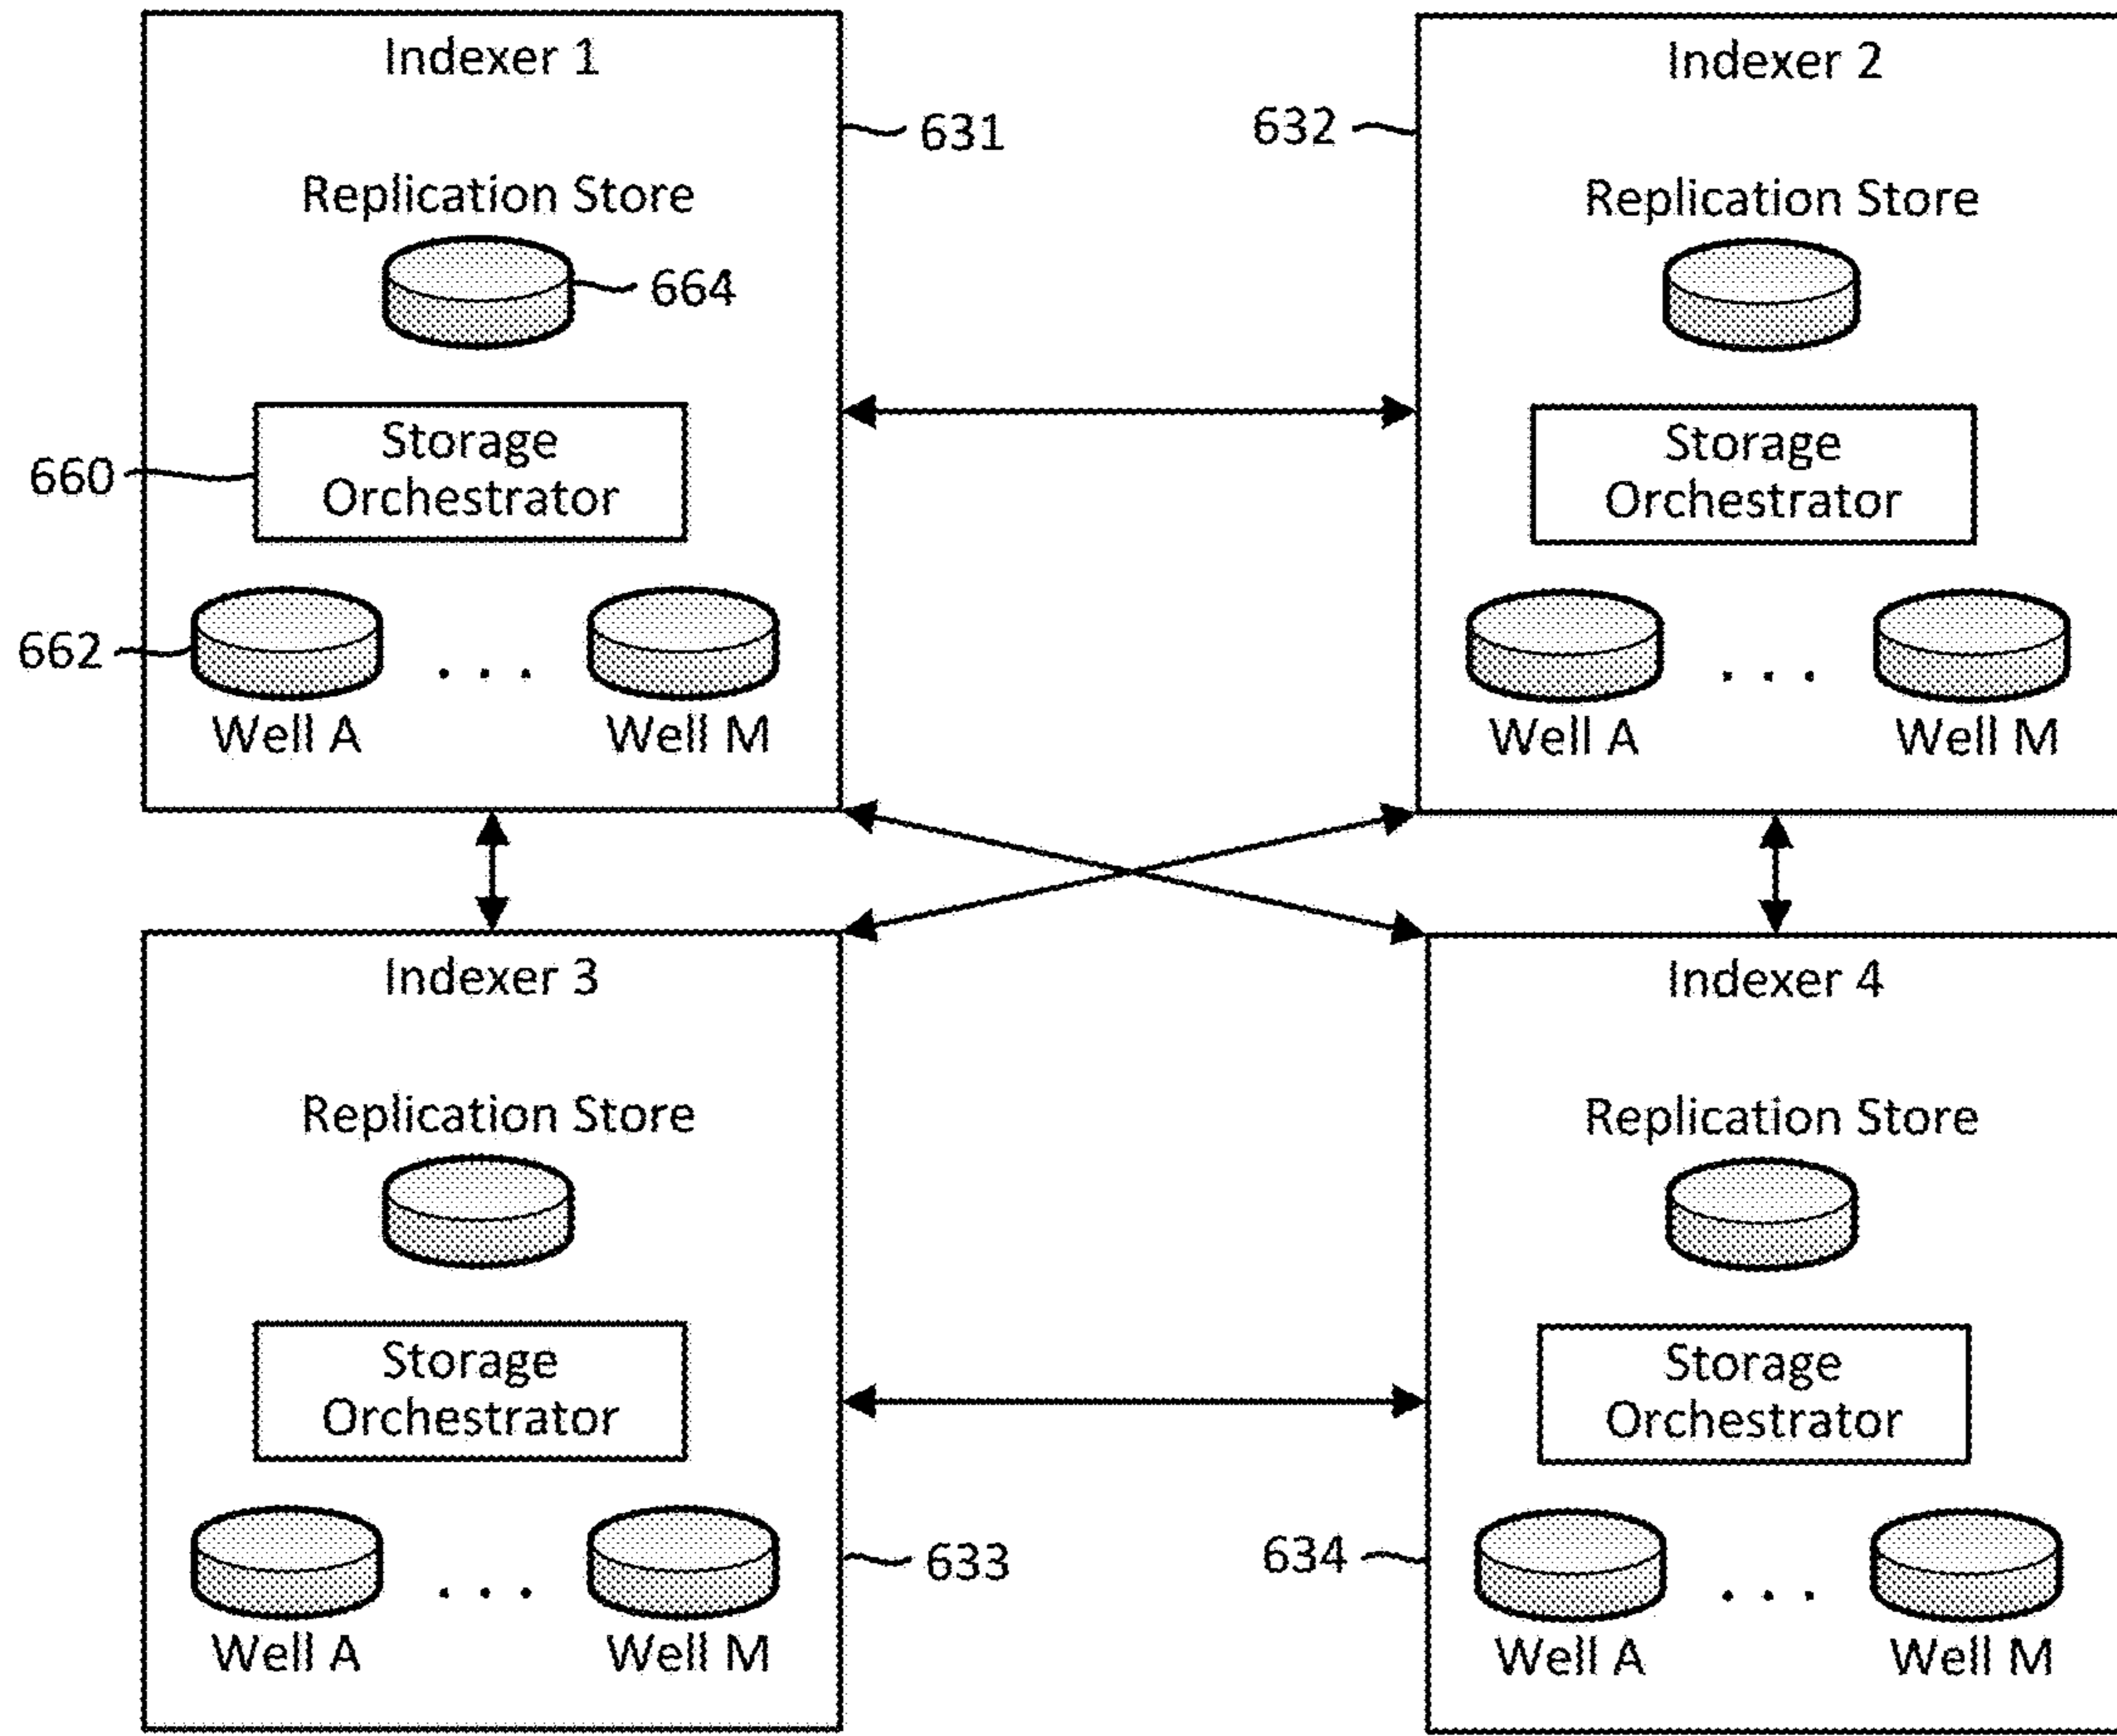 Indexer 1
631
Replication Store
664
Storage
Orchestrator
660
662
. . .
Well A
Well M
Indexer 2
632
Replication Store
Storage
Orchestrator
. . .
Well A
Well M
Indexer 3
Replication Store
Storage
Orchestrator
633
. . .
Well A
Well M
Indexer 4
Replication Store
Storage
Orchestrator
634
. . .
Well A
Well M